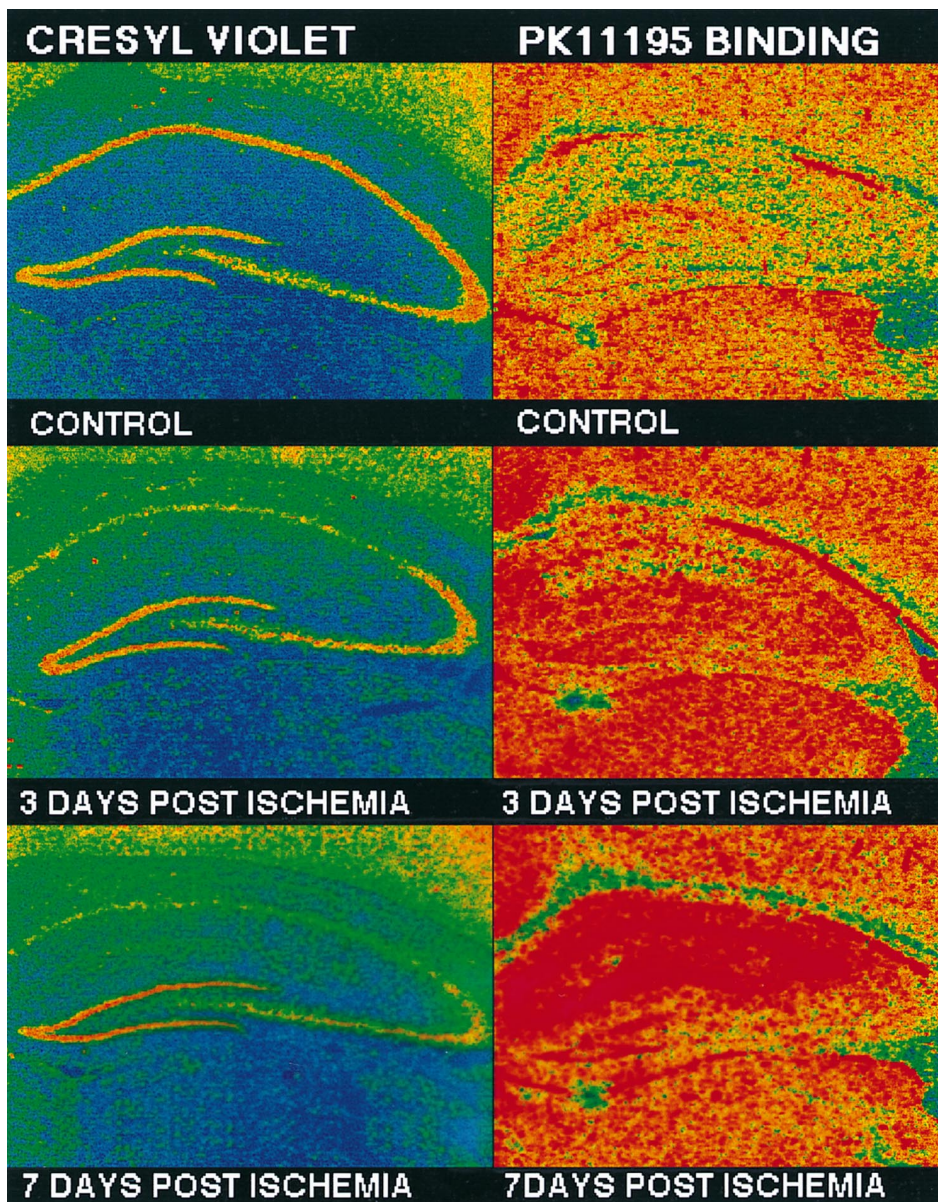 CRESYL VIOLET
PK11195 BINDING
CONTROL
CONTROL
3 DAYS POST ISCHEMIA
3 DAYS POST ISCHEMIA
7 DAYS POST ISCHEMIA
7DAYS POST ISCHEMIA